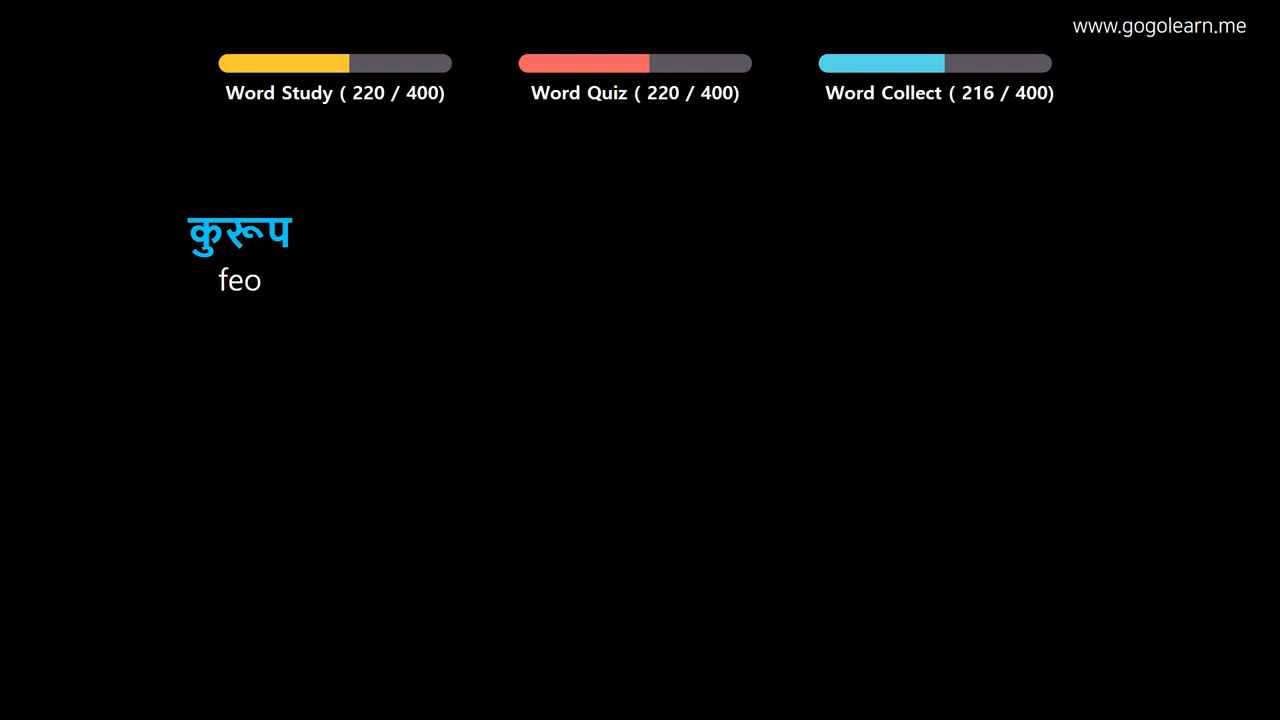 www.gogolearn.me
Word Study ( 220 / 400)
Word Quiz ( 220 / 400)
Word Collect ( 216 / 400)
कुरूप
feo